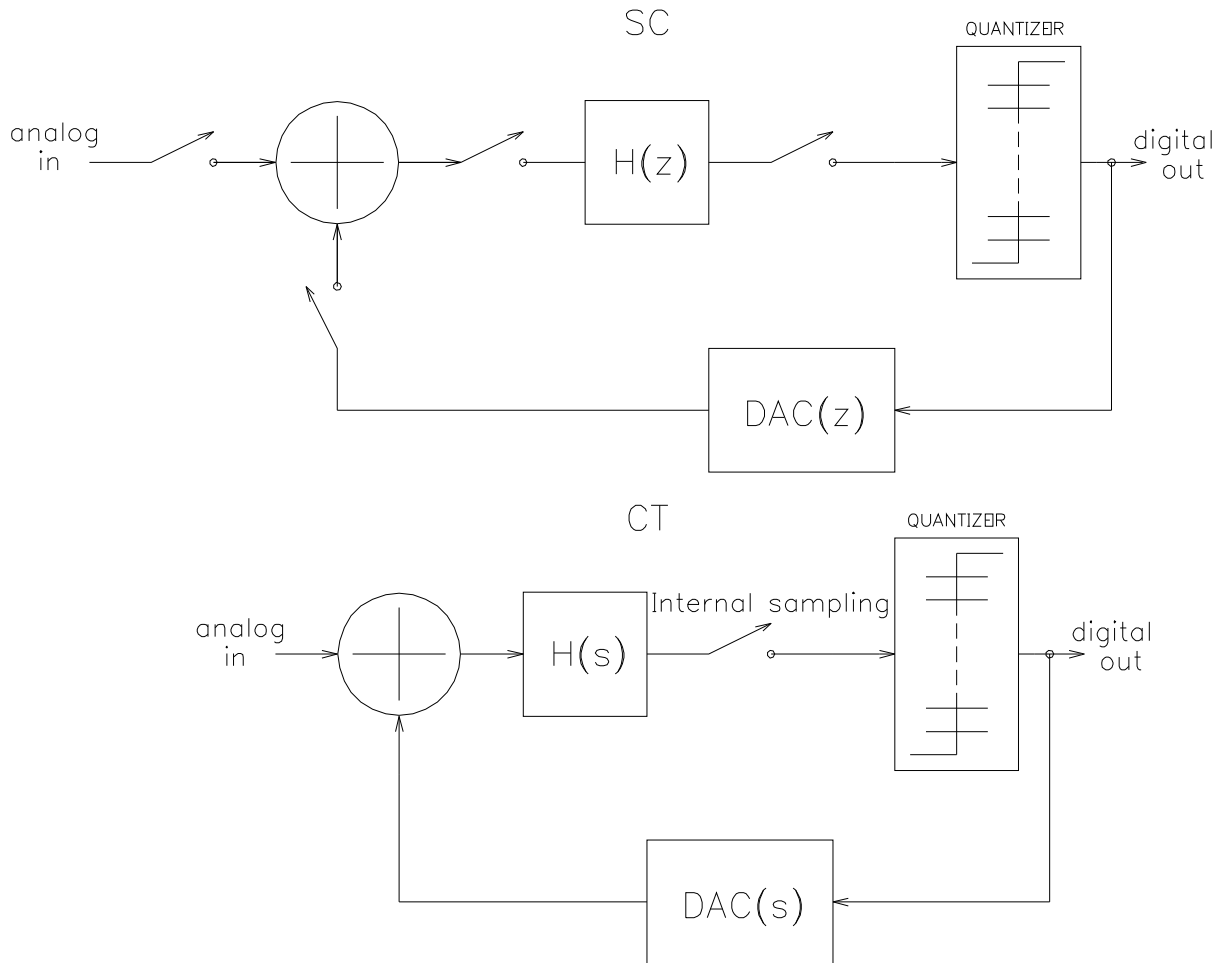 SC
QUANTIZER
analog
in
H(z)
digital
out
DAC(z)
CT
QUANTIZER
analog
in
H(s)
Internal sampling
digital
out
DAC(s)